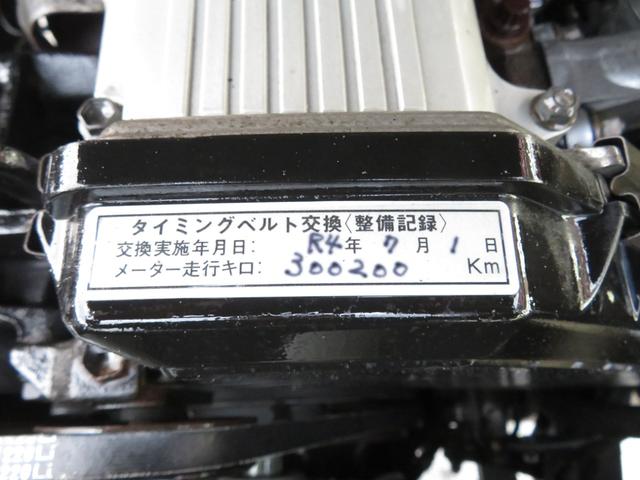 タイミングベルト交換〈整備記録〉
交換実施年月日： R4年 7月 1日
メーター走行キロ： 300200 Km